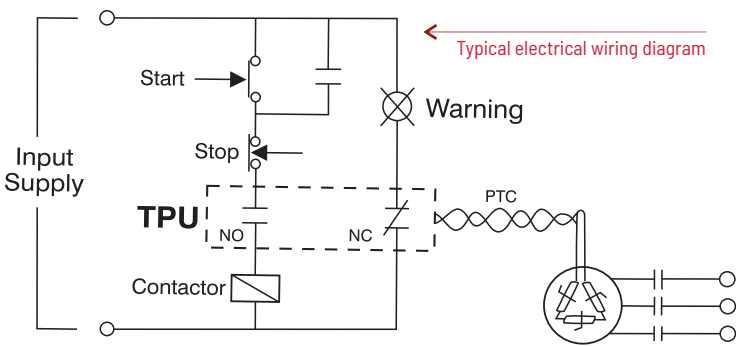 Typical electrical wiring diagram
Start
Warning
Stop
Input
Supply
PTC
TPU
NO
NC
Contactor